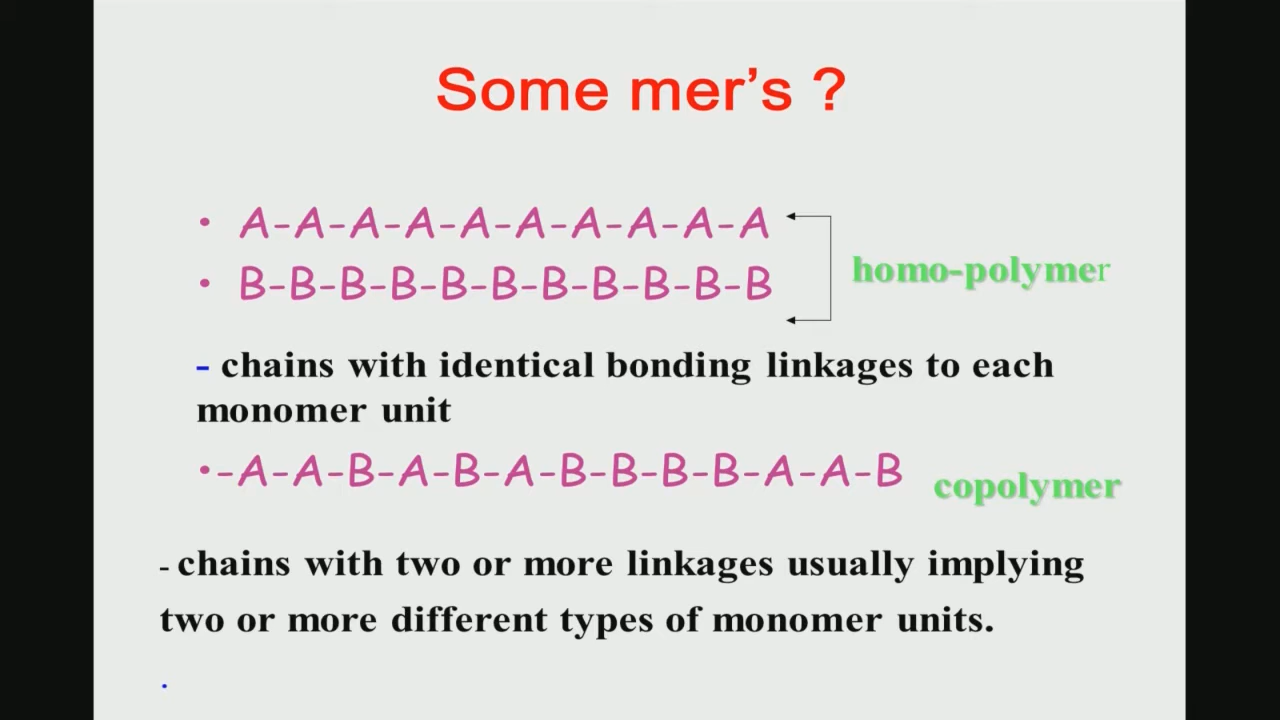 Some mer's ?
• A-A-A-A-A-A-A-A-A-A
• B-B-B-B-B-B-B-B-B-B-B
homo-polymer
- chains with identical bonding linkages to each
monomer unit
•-A-A-B-A-B-A-B-B-B-B-A-A-B
copolymer
- chains with two or more linkages usually implying
two or more different types of monomer units.
.